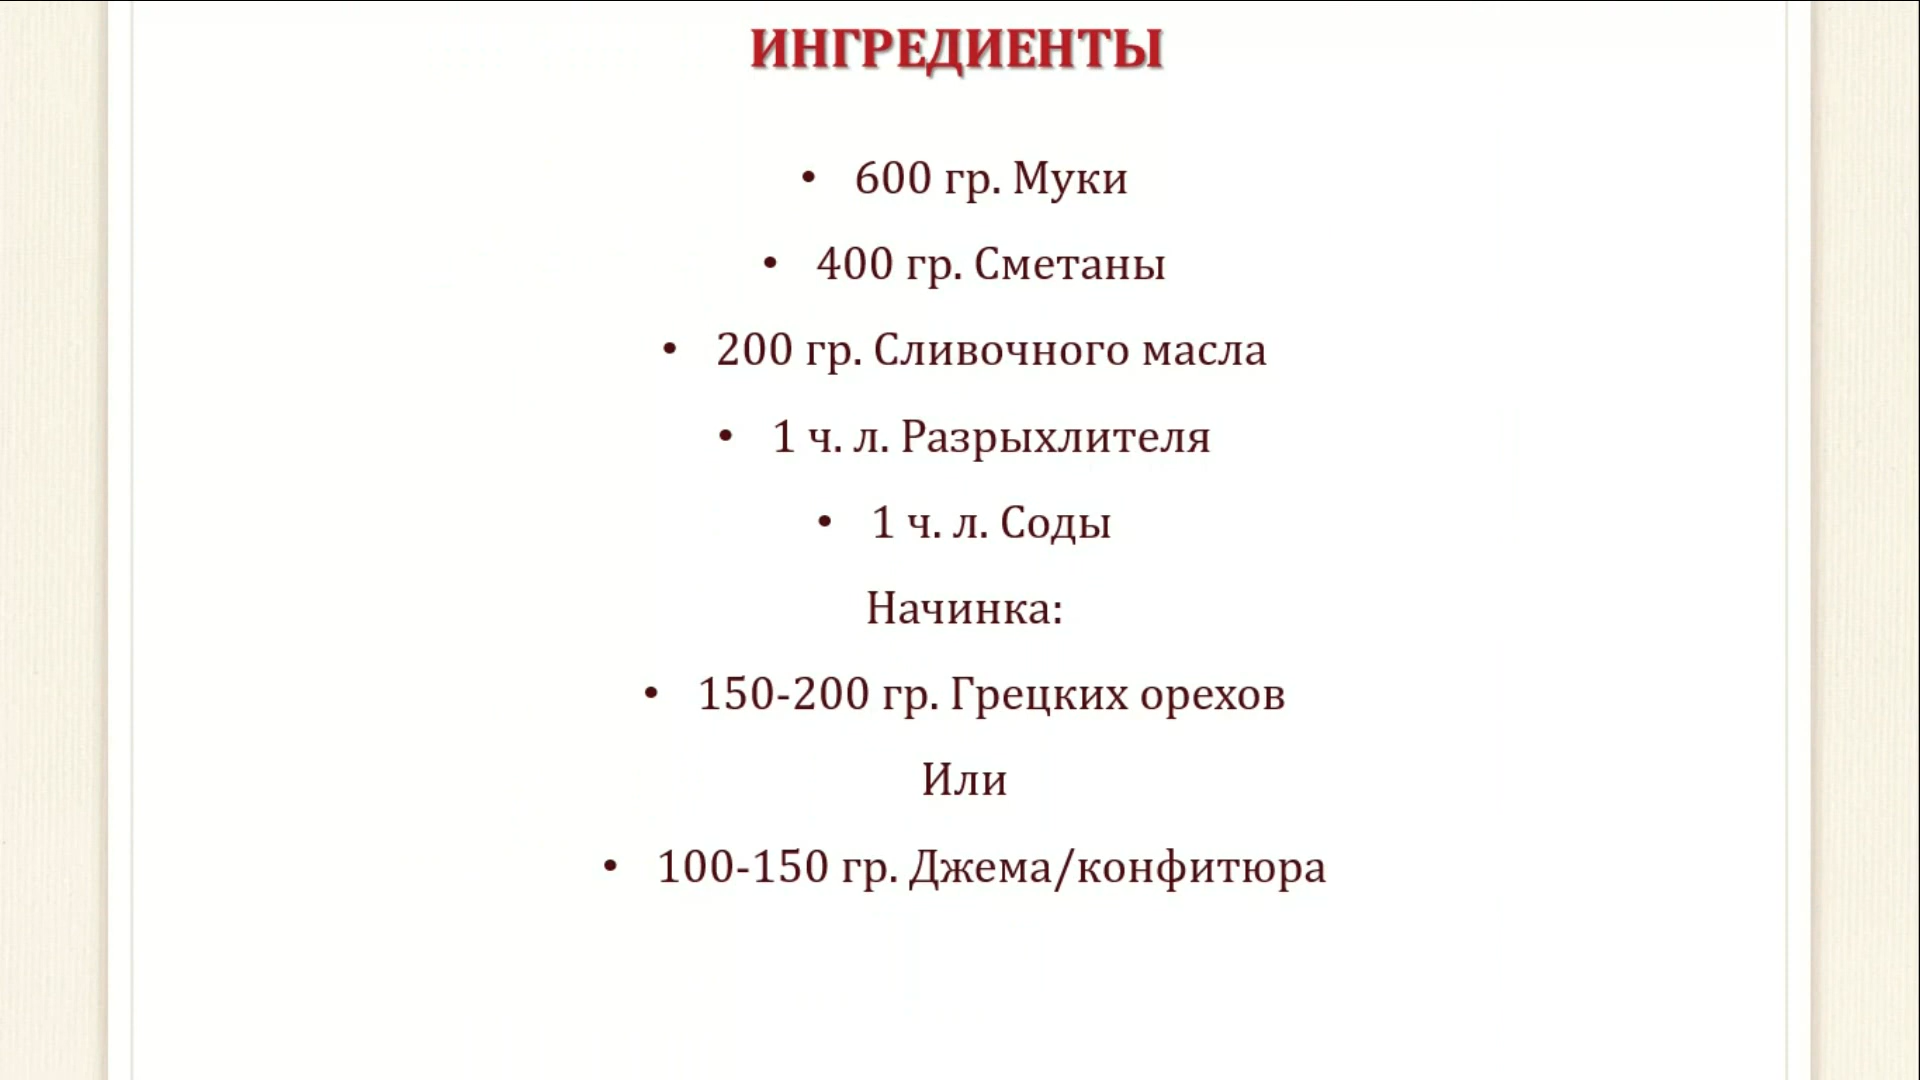 ИНГРЕДИЕНТЫ
• 600 гр. Муки
• 400 гр. Сметаны
• 200 гр. Сливочного масла
• 1 ч. л. Разрыхлителя
• 1 ч. л. Соды
Начинка:
• 150-200 гр. Грецких орехов
Или
• 100-150 гр. Джема/конфитюра